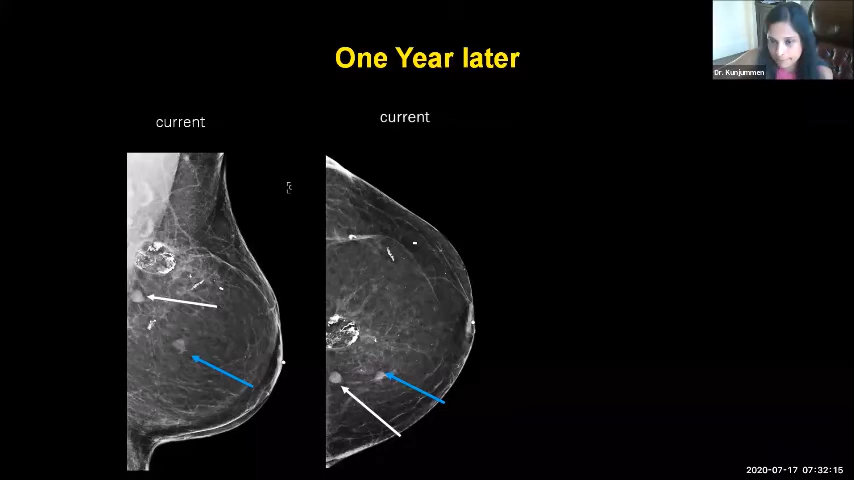 One Year later
Dr. Kunjummen
current
current
2020-07-17 07:32:15